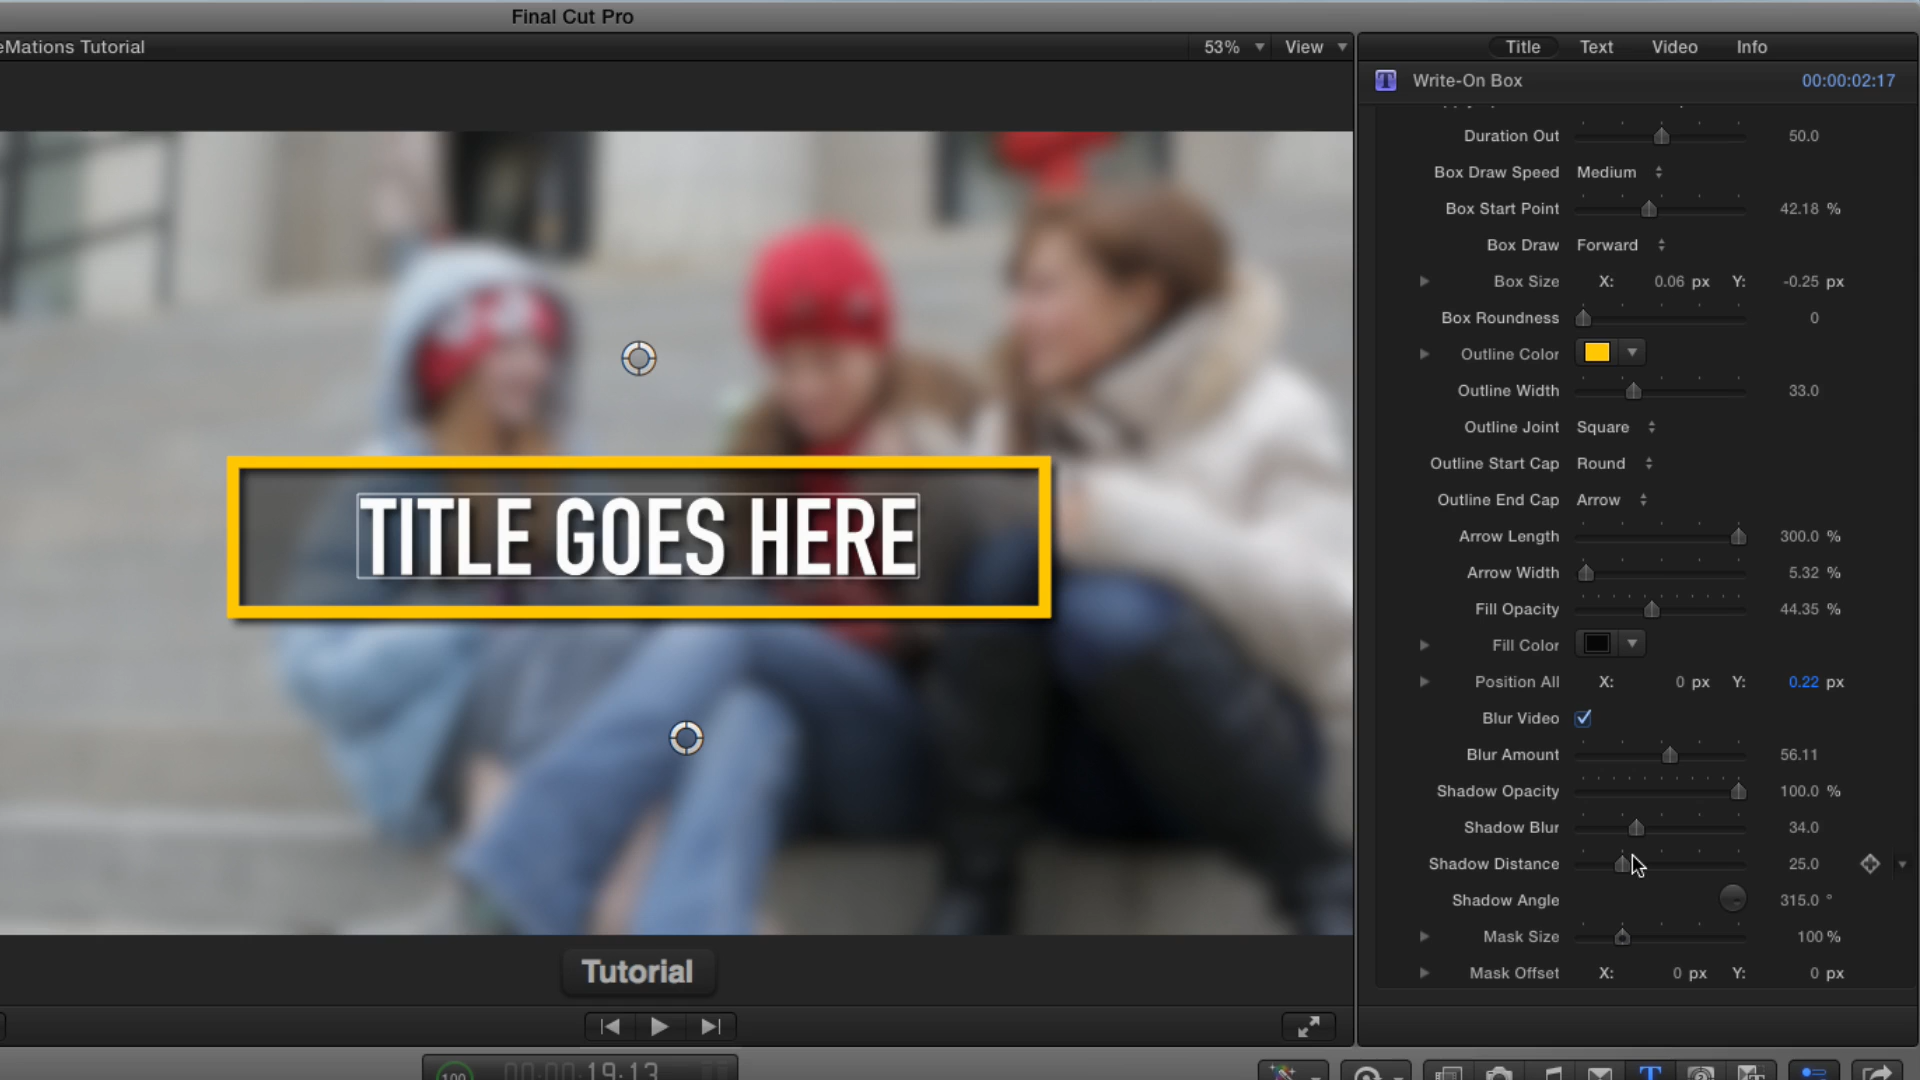 Final Cut Pro
eMations Tutorial
53%
View
Title
Text
Video
Info
T
Write-On Box
00:00:02:17
Duration Out 50.0
Box Draw Speed Medium
Box Start Point 42.18 %
Box Draw Forward
Box Size X: 0.06 px Y: -0.25 px
Box Roundness 0
Outline Color
Outline Width 33.0
Outline Joint Square
Outline Start Cap Round
Outline End Cap Arrow
Arrow Length 300.0 %
Arrow Width 5.32 %
Fill Opacity 44.35 %
Fill Color
Position All X: 0 px Y: 0.22 px
Blur Video
Blur Amount 56.11
Shadow Opacity 100.0 %
Shadow Blur 34.0
Shadow Distance 25.0
Shadow Angle 315.0 °
Mask Size 100 %
Mask Offset X: 0 px Y: 0 px
TITLE GOES HERE
Tutorial
100
00:00:19:13
T